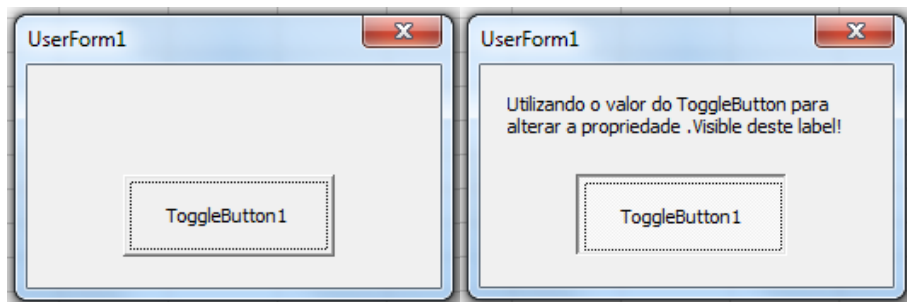 UserForm1
ToggleButton1
UserForm1
Utilizando o valor do ToggleButton para
alterar a propriedade .Visible deste label!
ToggleButton1